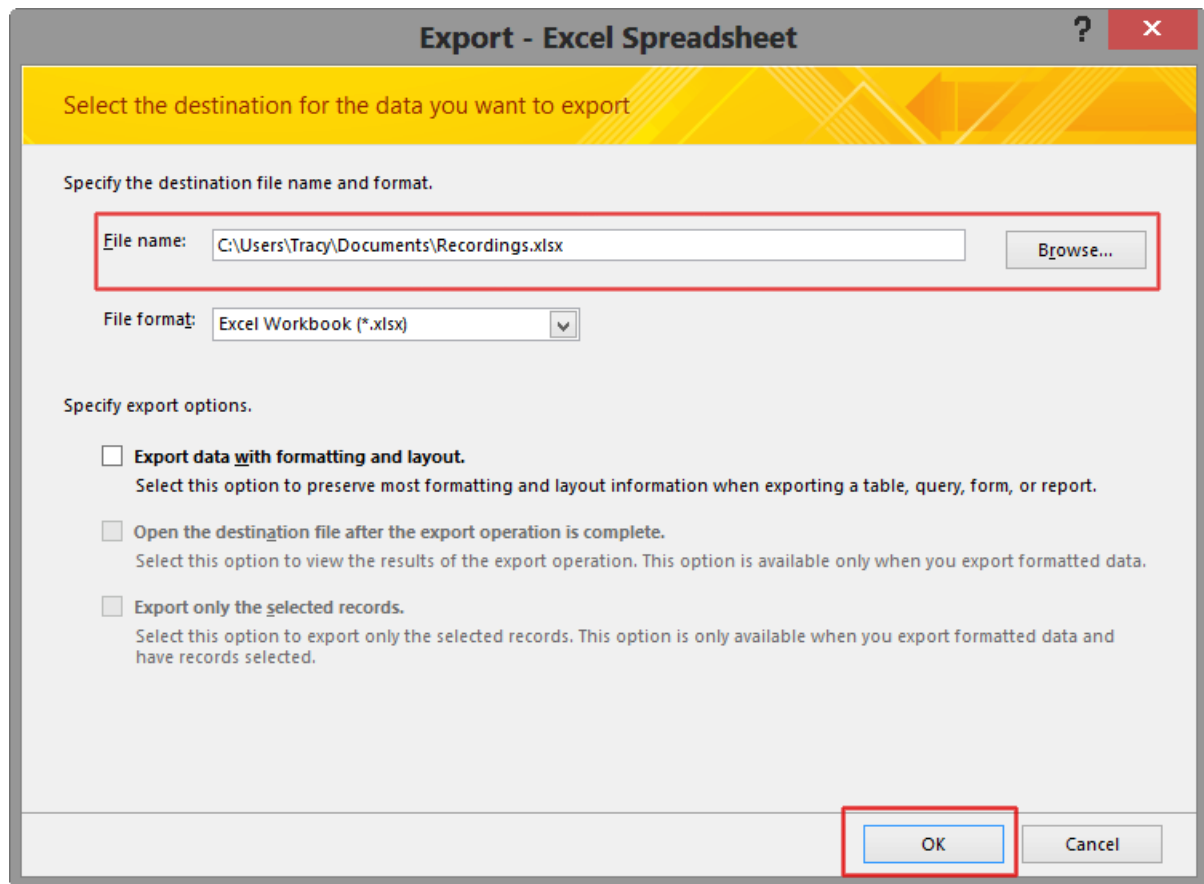 Export - Excel Spreadsheet
?
Select the destination for the data you want to export
Specify the destination file name and format.
File name: C:\Users\Tracy\Documents\Recordings.xlsx Browse...
File format: Excel Workbook (*.xlsx)
Specify export options.
Export data with formatting and layout.
Select this option to preserve most formatting and layout information when exporting a table, query, form, or report.
Open the destination file after the export operation is complete.
Select this option to view the results of the export operation. This option is available only when you export formatted data.
Export only the selected records.
Select this option to export only the selected records. This option is only available when you export formatted data and
have records selected.
OK Cancel